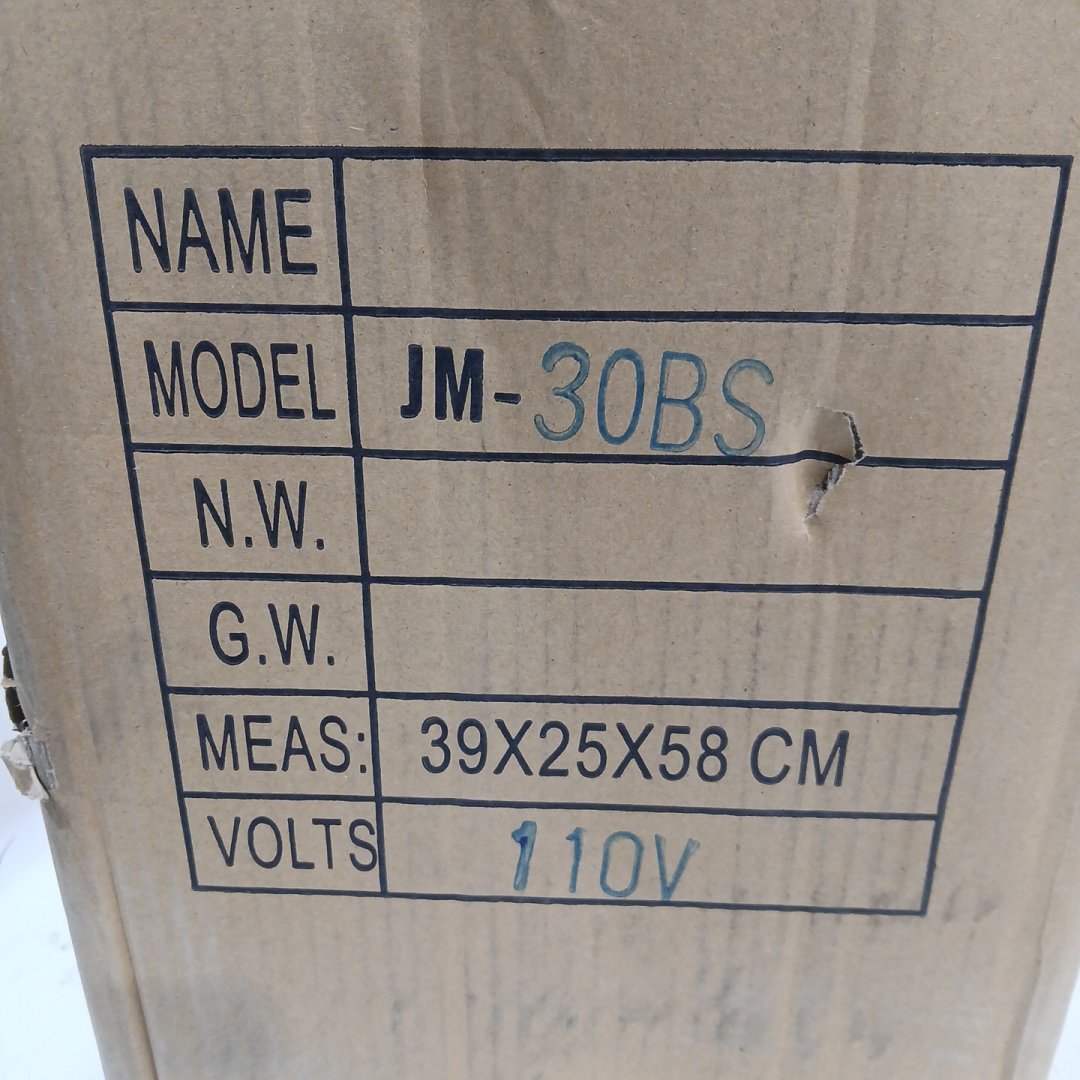 NAME
MODEL JM-30BS
N.W.
G.W.
MEAS: 39X25X58 CM
VOLTS 110V